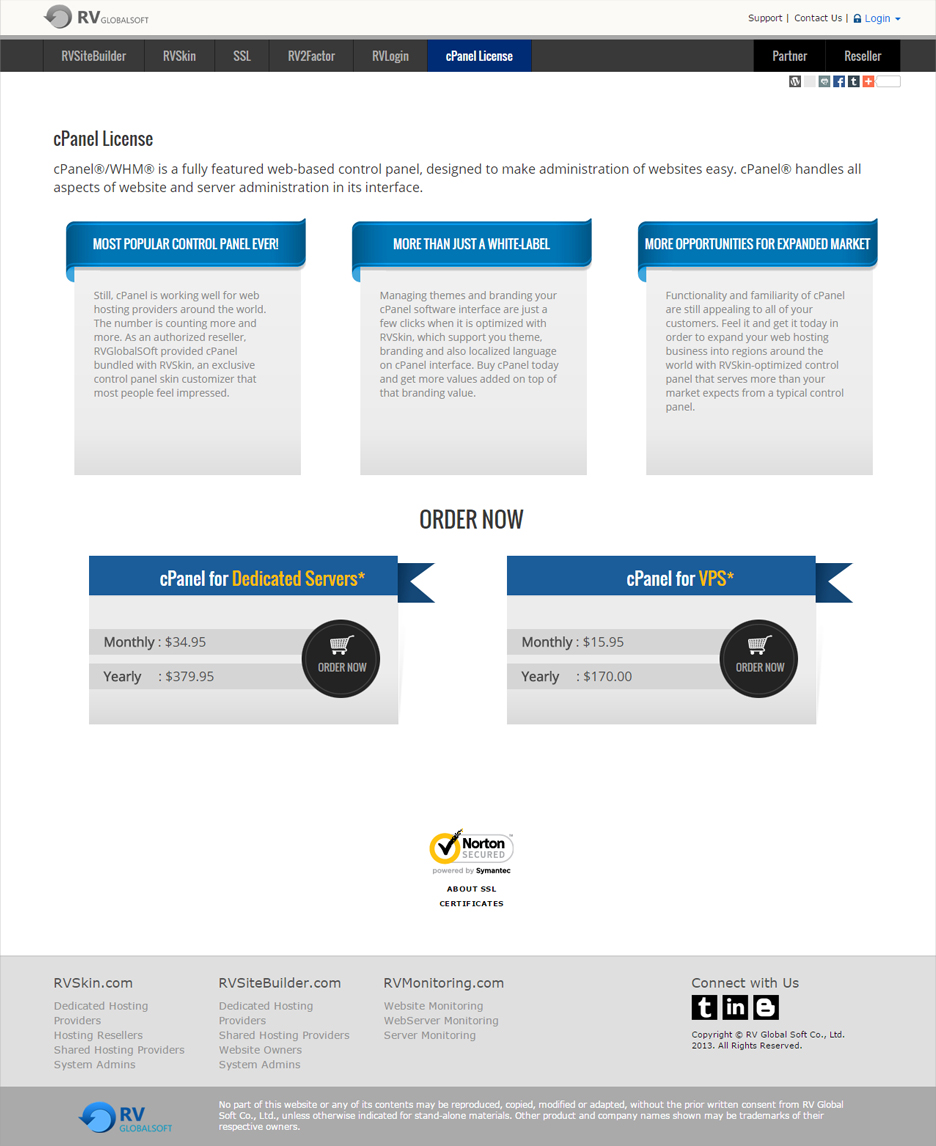 RV GLOBALSOFT
Support | Contact Us | Login
RVSiteBuilder RVSkin SSL RV2Factor RVLogin cPanel License Partner Reseller
cPanel License
cPanel®/WHM® is a fully featured web-based control panel, designed to make administration of websites easy. cPanel® handles all
aspects of website and server administration in its interface.
MOST POPULAR CONTROL PANEL EVER!
Still, cPanel is working well for web
hosting providers around the world.
The number is counting more and
more. As an authorized reseller,
RVGlobalSOft provided cPanel
bundled with RVSkin, an exclusive
control panel skin customizer that
most people feel impressed.
MORE THAN JUST A WHITE-LABEL
Managing themes and branding your
cPanel software interface are just a
few clicks when it is optimized with
RVSkin, which support you theme,
branding and also localized language
on cPanel interface. Buy cPanel today
and get more values added on top of
that branding value.
MORE OPPORTUNITIES FOR EXPANDED MARKET
Functionality and familiarity of cPanel
are still appealing to all of your
customers. Feel it and get it today in
order to expand your web hosting
business into regions around the
world with RVSkin-optimized control
panel that serves more than your
market expects from a typical control
panel.
ORDER NOW
cPanel for Dedicated Servers*
Monthly : $34.95
Yearly : $379.95
ORDER NOW
cPanel for VPS*
Monthly : $15.95
Yearly : $170.00
ORDER NOW
Norton
SECURED
powered by Symantec
ABOUT SSL
CERTIFICATES
RVSkin.com
Dedicated Hosting
Providers
Hosting Resellers
Shared Hosting Providers
System Admins
RVSiteBuilder.com
Dedicated Hosting
Providers
Shared Hosting Providers
Website Owners
System Admins
RVMonitoring.com
Website Monitoring
WebServer Monitoring
Server Monitoring
Connect with Us
Copyright © RV Global Soft Co., Ltd.
2013. All Rights Reserved.
RV
GLOBALSOFT
No part of this website or any of its contents may be reproduced, copied, modified or adapted, without the prior written consent from RV Global
Soft Co., Ltd., unless otherwise indicated for stand-alone materials. Other product and company names shown may be trademarks of their
respective owners.